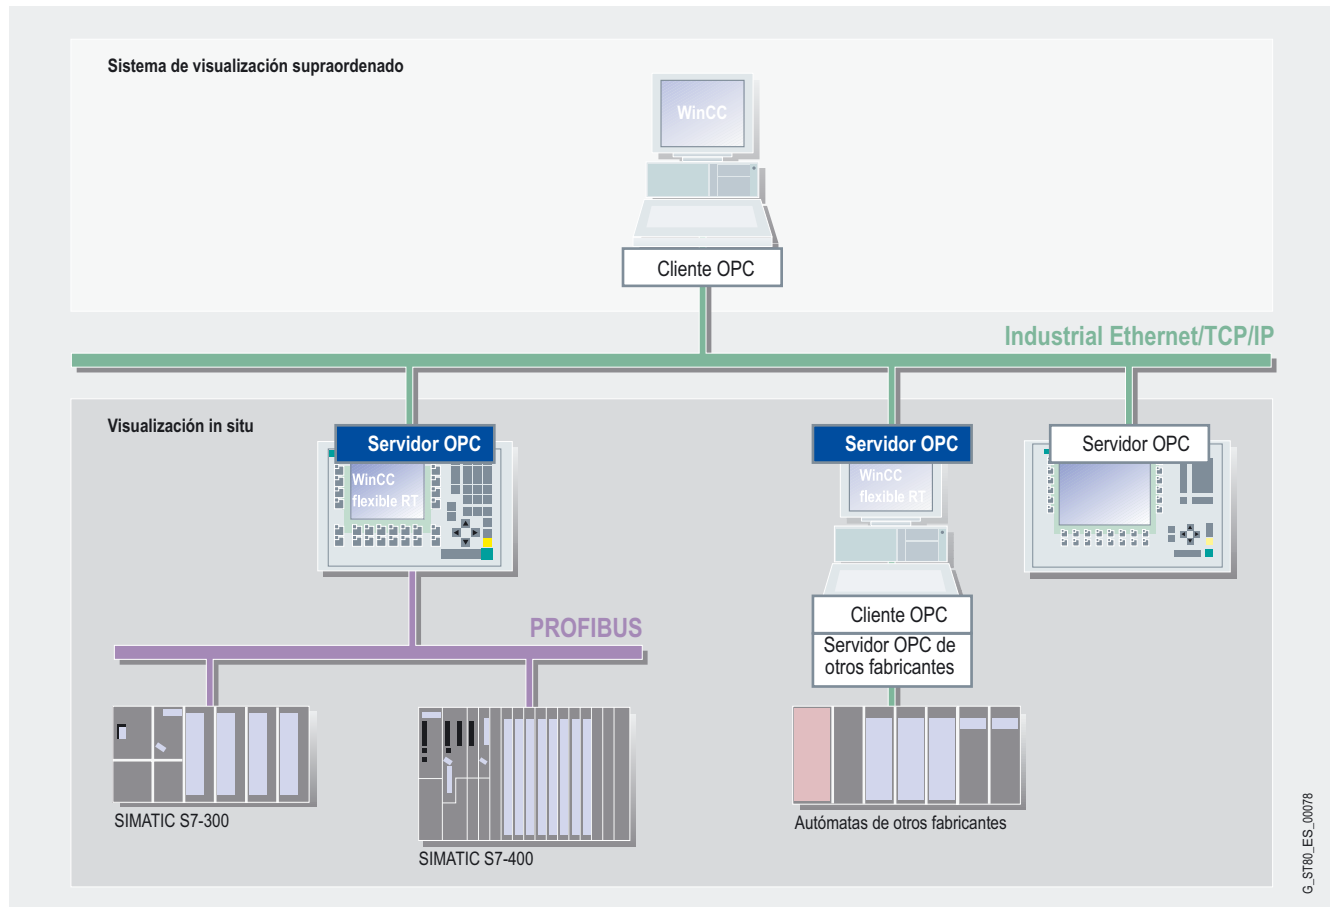 Sistema de visualización supraordenado
WinCC
Cliente OPC
Industrial Ethernet/TCP/IP
Visualización in situ
Servidor OPC
WinCC
flexible RT
Servidor OPC
WinCC
flexible RT
Servidor OPC
Cliente OPC
Servidor OPC de
otros fabricantes
PROFIBUS
SIMATIC S7-300
SIMATIC S7-400
Autómatas de otros fabricantes
G_ST80_ES_00078